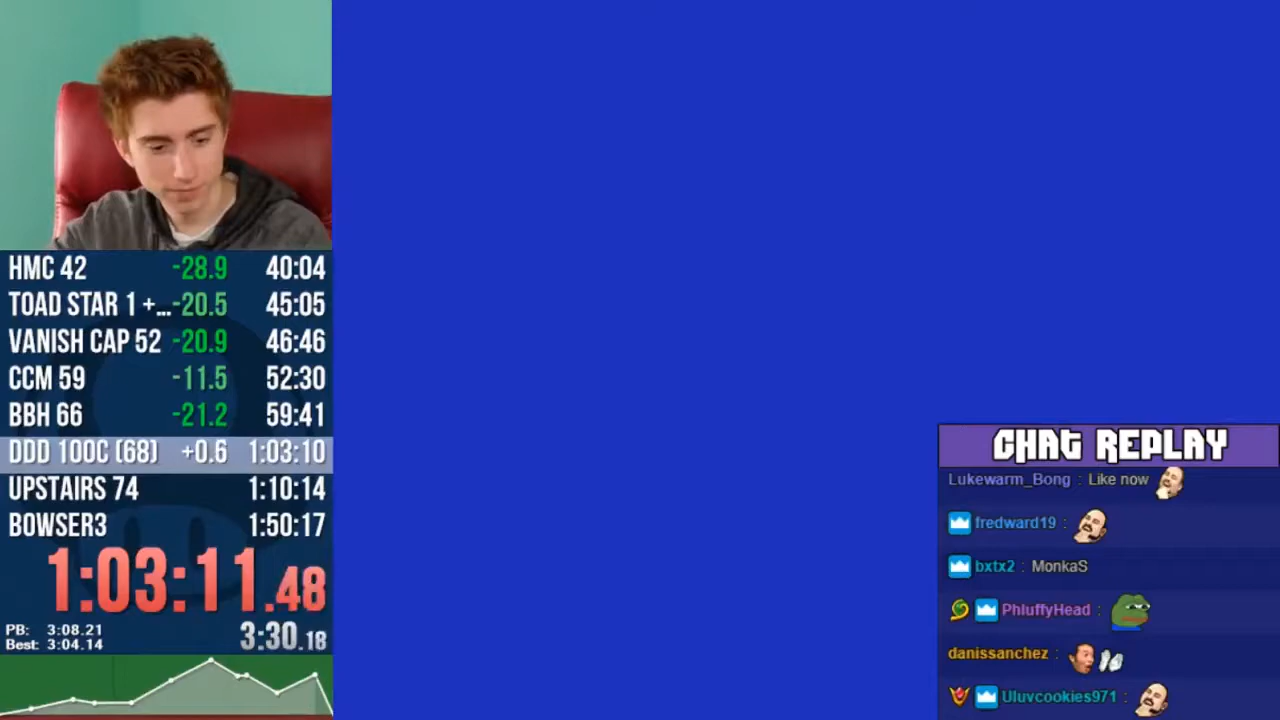 HMC 42 -28.9 40:04
TOAD STAR 1 +... -20.5 45:05
VANISH CAP 52 -20.9 46:46
CCM 59 -11.5 52:30
BBH 66 -21.2 59:41
DDD 100C (68) +0.6 1:03:10
UPSTAIRS 74 1:10:14
BOWSER3 1:50:17
1:03:11.48
PB: 3:08.21
Best: 3:04.14
3:30.18
CHAT REPLAY
Lukewarm_Bong : Like now
fredward19 :
bxtx2 : MonkaS
PhluffyHead :
danissanchez :
Uluvcookies971 :